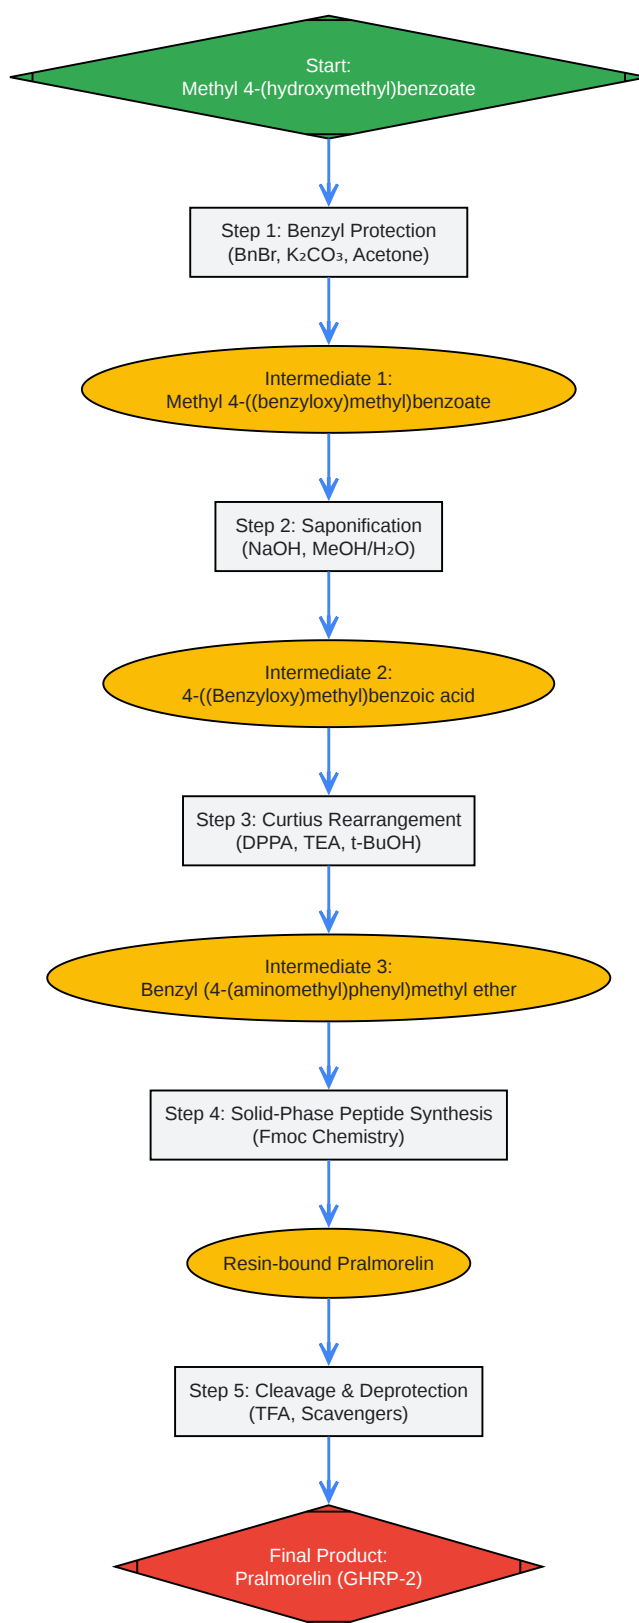 Start:
Methyl 4-(hydroxymethyl)benzoate
Step 1: Benzyl Protection
(BnBr, K₂CO₃, Acetone)
Intermediate 1:
Methyl 4-((benzyloxy)methyl)benzoate
Step 2: Saponification
(NaOH, MeOH/H₂O)
Intermediate 2:
4-((Benzyloxy)methyl)benzoic acid
Step 3: Curtius Rearrangement
(DPPA, TEA, t-BuOH)
Intermediate 3:
Benzyl (4-(aminomethyl)phenyl)methyl ether
Step 4: Solid-Phase Peptide Synthesis
(Fmoc Chemistry)
Resin-bound Pralmorelin
Step 5: Cleavage & Deprotection
(TFA, Scavengers)
Final Product:
Pralmorelin (GHRP-2)